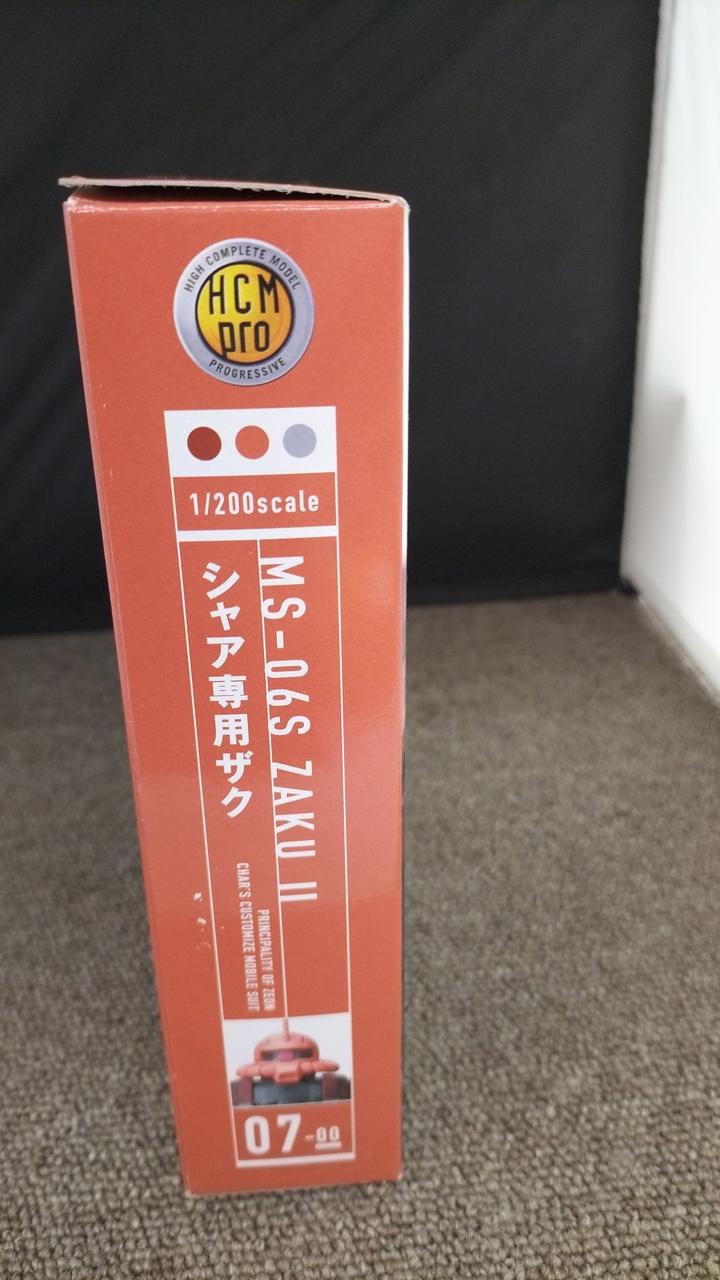 HIGH COMPLETE MODEL
HCM
pro
PROGRESSIVE
1/200scale
MS-06S ZAKU II
シャア専用ザク
PRINCIPALITY OF ZEON
CHAR'S CUSTOMIZE MOBILE SUIT
07-00